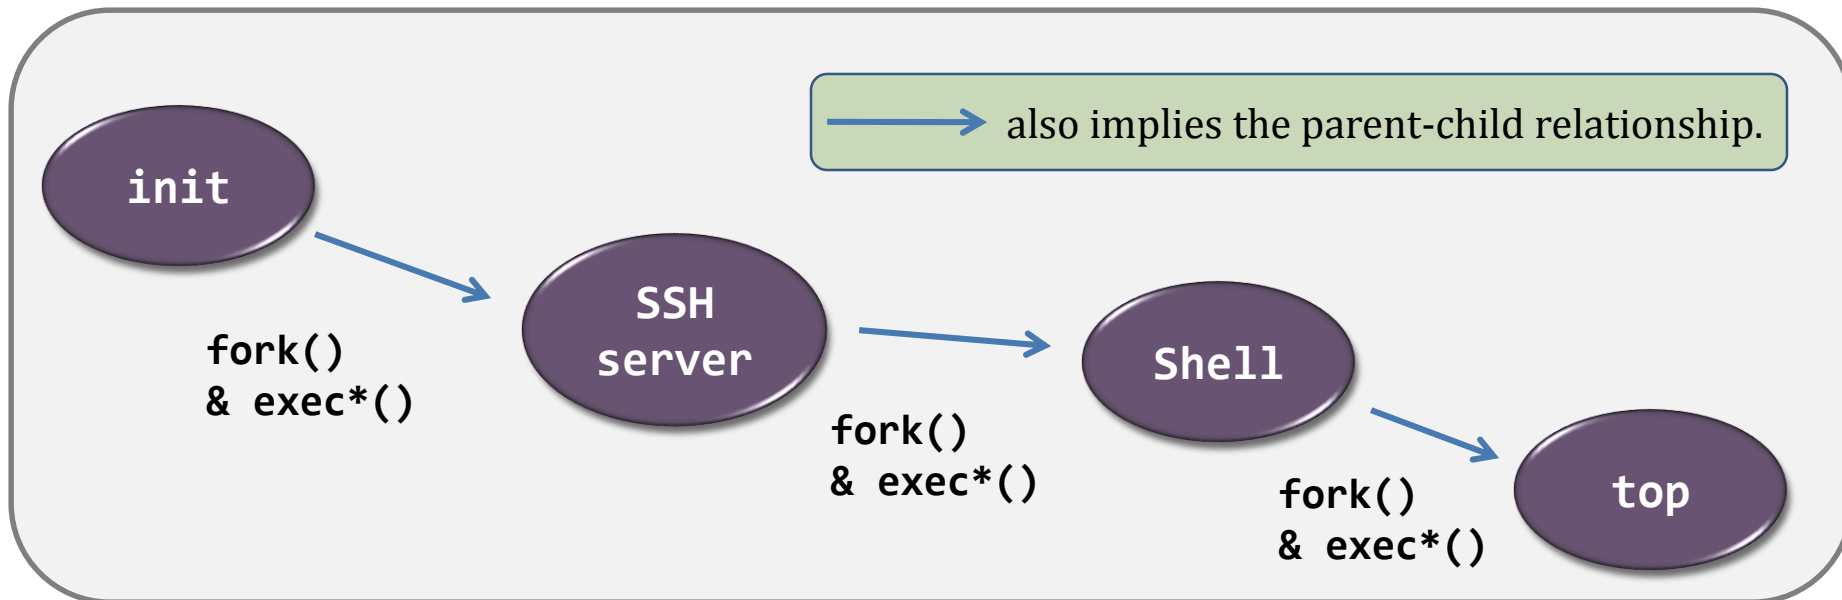 also implies the parent-child relationship.
init
SSH
server
Shell
top
fork()
& exec*()
fork()
& exec*()
fork()
& exec*()